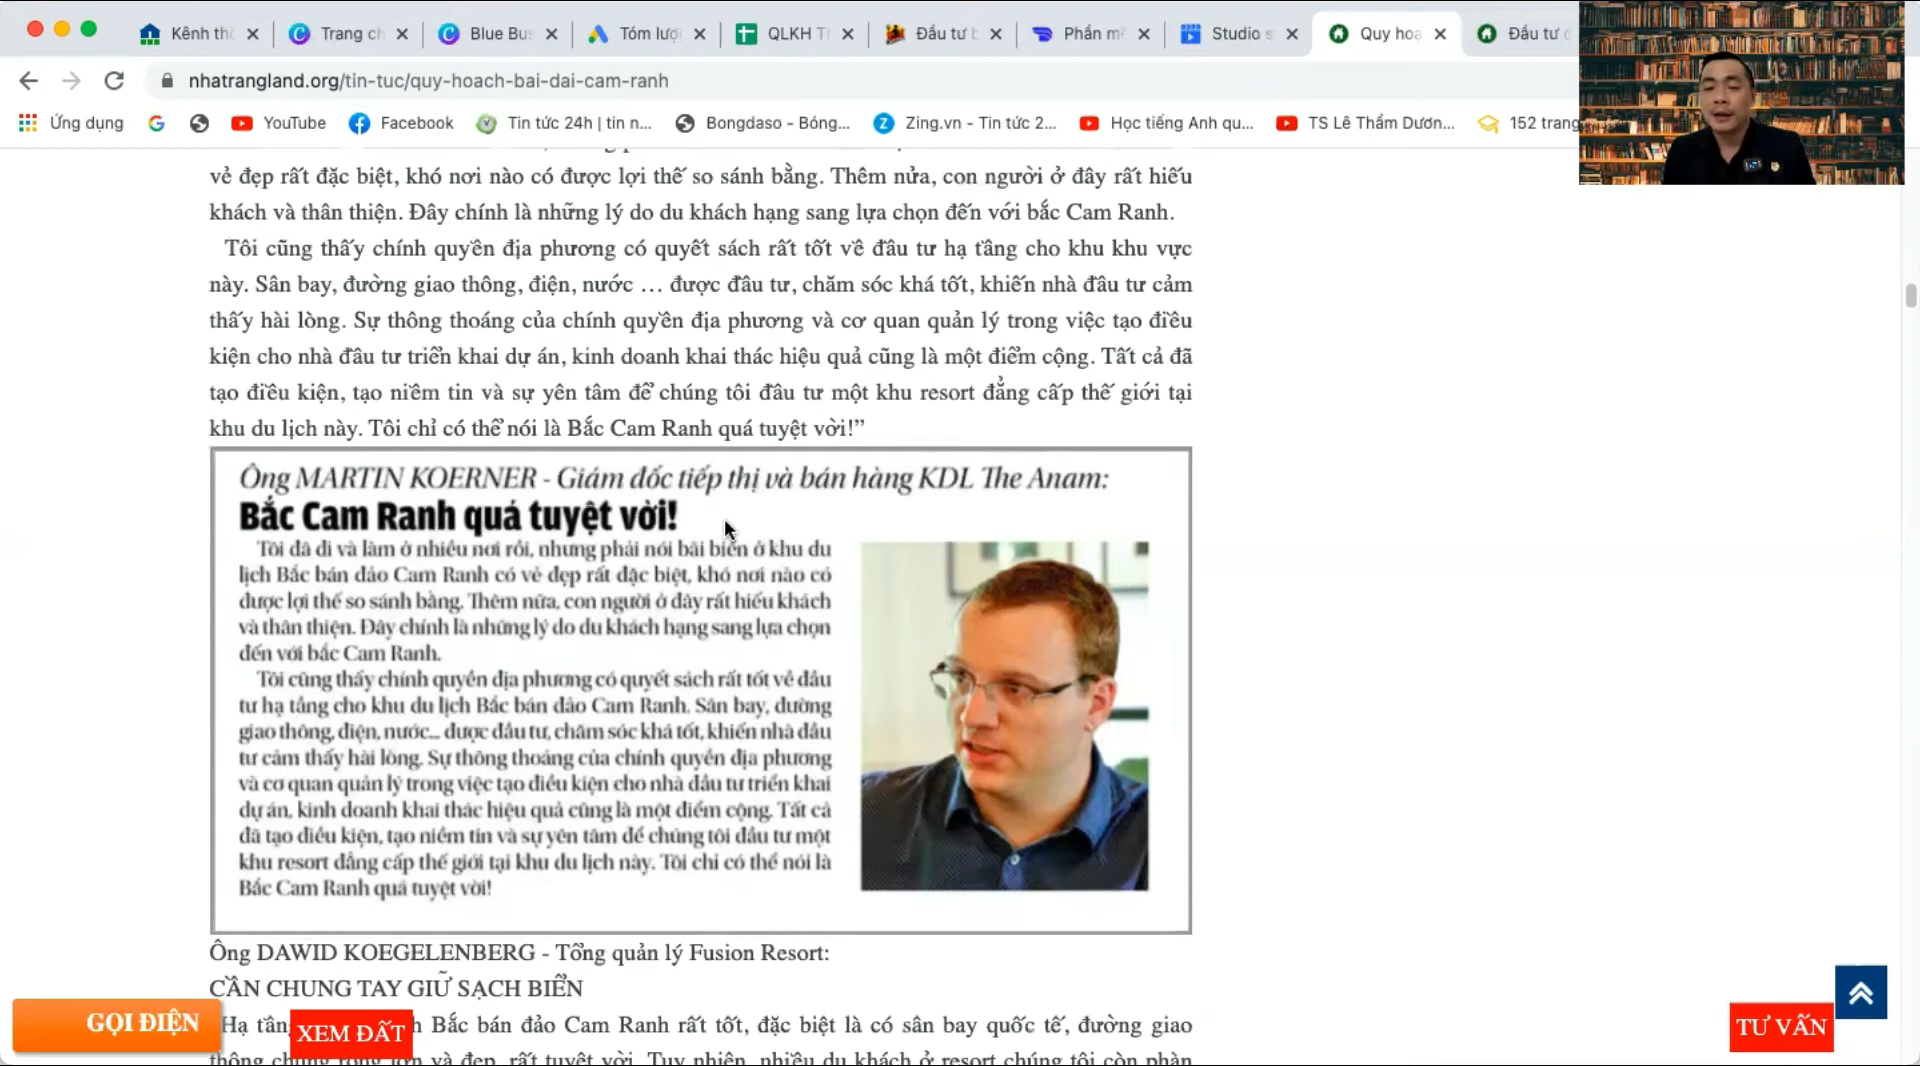 Kênh thô
Trang ch
Blue Bus
Tóm lượ
QLKH T
Đầu tư b
Phần mề
Studio s
Quy hoạ
Đầu tư đ
nhatrangland.org/tin-tuc/quy-hoach-bai-dai-cam-ranh
Ứng dụng
YouTube
Facebook
Tin tức 24h | tin n...
Bongdaso - Bóng...
Zing.vn - Tin tức 2...
Học tiếng Anh qu...
TS Lê Thẩm Dươn...
152 trang
vẻ đẹp rất đặc biệt, khó nơi nào có được lợi thế so sánh bằng. Thêm nửa, con người ở đây rất hiếu
khách và thân thiện. Đây chính là những lý do du khách hạng sang lựa chọn đến với bắc Cam Ranh.
Tôi cũng thấy chính quyền địa phương có quyết sách rất tốt về đầu tư hạ tầng cho khu khu vực
này. Sân bay, đường giao thông, điện, nước … được đầu tư, chăm sóc khá tốt, khiến nhà đầu tư cảm
thấy hài lòng. Sự thông thoáng của chính quyền địa phương và cơ quan quản lý trong việc tạo điều
kiện cho nhà đầu tư triển khai dự án, kinh doanh khai thác hiệu quả cũng là một điểm cộng. Tất cả đã
tạo điều kiện, tạo niềm tin và sự yên tâm để chúng tôi đầu tư một khu resort đẳng cấp thế giới tại
khu du lịch này. Tôi chỉ có thể nói là Bắc Cam Ranh quá tuyệt vời!”
Ông MARTIN KOERNER - Giám đốc tiếp thị và bán hàng KDL The Anam:
Bắc Cam Ranh quá tuyệt vời!
Tôi đã đi và làm ở nhiều nơi rồi, nhưng phải nói bãi biển ở khu du
lịch Bắc bán đảo Cam Ranh có vẻ đẹp rất đặc biệt, khó nơi nào có
được lợi thế so sánh bằng. Thêm nữa, con người ở đây rất hiếu khách
và thân thiện. Đây chính là những lý do du khách hạng sang lựa chọn
đến với bắc Cam Ranh.
Tôi cũng thấy chính quyền địa phương có quyết sách rất tốt về đầu
tư hạ tầng cho khu du lịch Bắc bán đảo Cam Ranh. Sân bay, đường
giao thông, điện, nước... được đầu tư, chăm sóc khá tốt, khiến nhà đầu
tư cảm thấy hài lòng. Sự thông thoáng của chính quyền địa phương
và cơ quan quản lý trong việc tạo điều kiện cho nhà đầu tư triển khai
dự án, kinh doanh khai thác hiệu quả cũng là một điểm cộng. Tất cả
đã tạo điều kiện, tạo niềm tin và sự yên tâm để chúng tôi đầu tư một
khu resort đẳng cấp thế giới tại khu du lịch này. Tôi chỉ có thể nói là
Bắc Cam Ranh quá tuyệt vời!
Ông DAWID KOEGELENBERG - Tổng quản lý Fusion Resort:
CẦN CHUNG TAY GIỮ SẠCH BIỂN
Hạ tần Bắc bán đảo Cam Ranh rất tốt, đặc biệt là có sân bay quốc tế, đường giao
thông và đẹp, rất tuyệt vời. Tuy nhiên, nhiều du khách ở resort chúng tôi còn phàn
GỌI ĐIỆN
XEM ĐẤT
TƯ VẤN